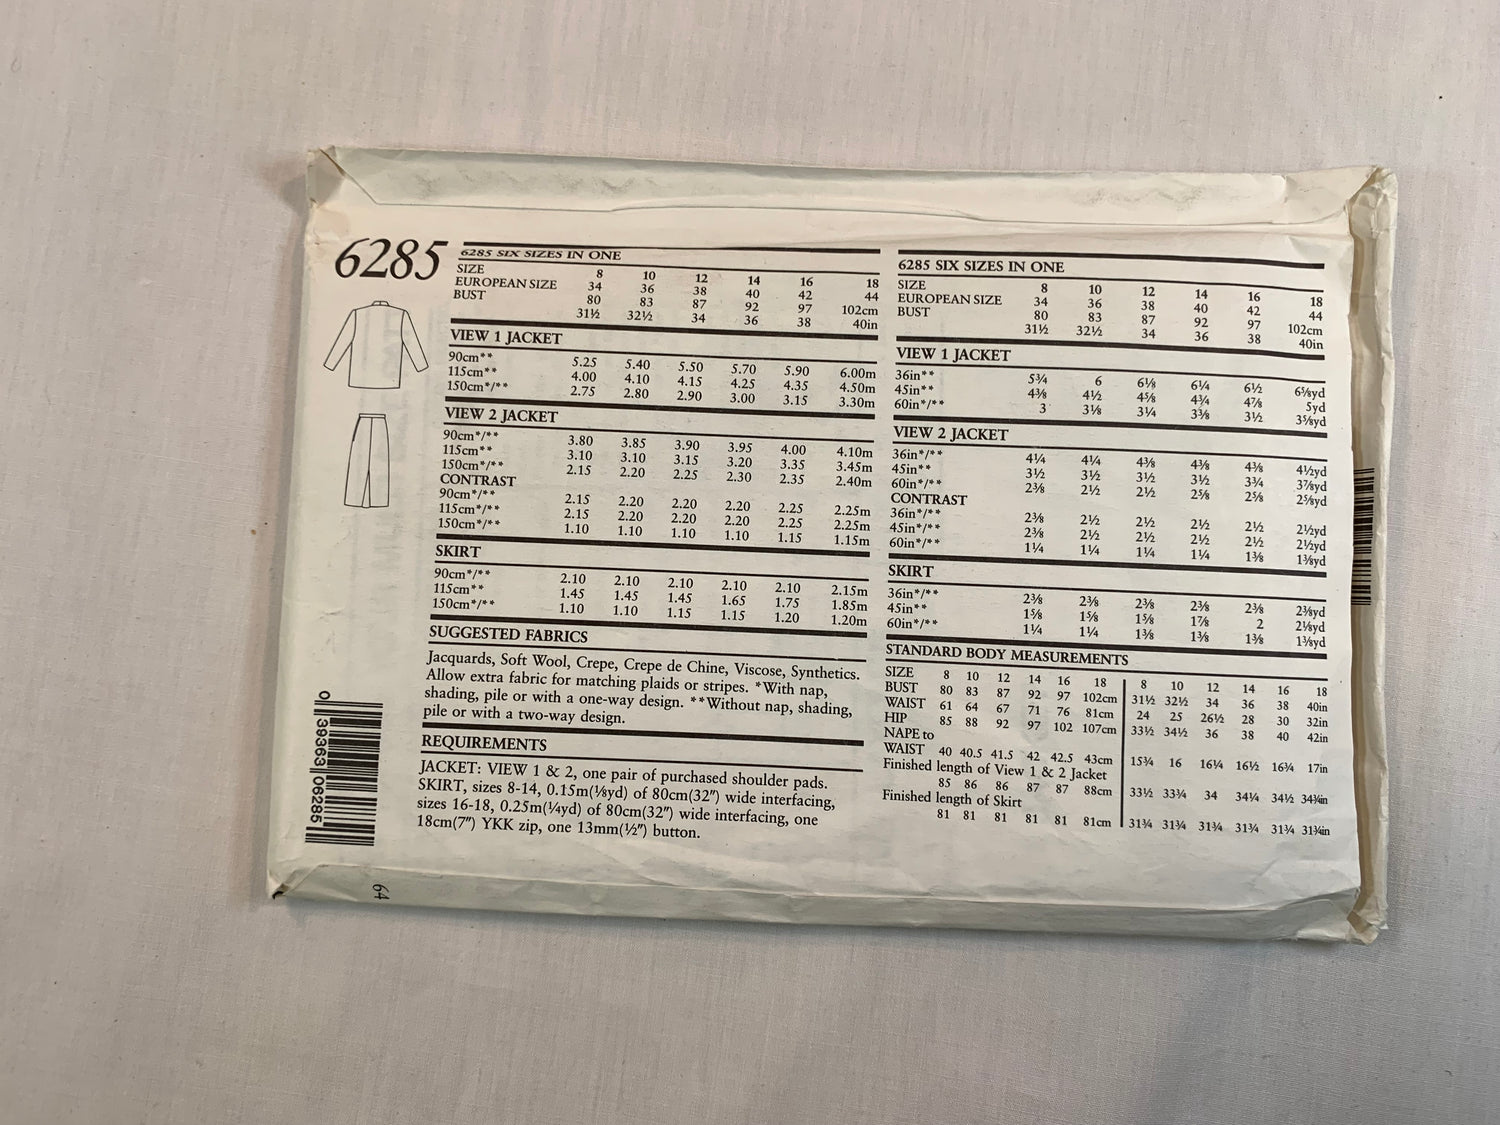 6285
6285 SIX SIZES IN ONE
SIZE 8 10 12 14 16 18
EUROPEAN SIZE 34 36 38 40 42 44
BUST 80 83 87 92 97 102cm
31½ 32½ 34 36 38 40in
VIEW 1 JACKET
90cm** 5.25 5.40 5.50 5.70 5.90 6.00m
115cm** 4.00 4.10 4.15 4.25 4.35 4.50m
150cm*/** 2.75 2.80 2.90 3.00 3.15 3.30m
VIEW 2 JACKET
90cm*/** 3.80 3.85 3.90 3.95 4.00 4.10m
115cm** 3.10 3.10 3.15 3.20 3.35 3.45m
150cm*/** 2.15 2.20 2.25 2.30 2.35 2.40m
CONTRAST
90cm*/** 2.15 2.20 2.20 2.20 2.25 2.25m
115cm*/** 2.15 2.20 2.20 2.20 2.25 2.25m
150cm*/** 1.10 1.10 1.10 1.10 1.15 1.15m
SKIRT
90cm*/** 2.10 2.10 2.10 2.10 2.10 2.15m
115cm** 1.45 1.45 1.45 1.65 1.75 1.85m
150cm*/** 1.10 1.10 1.15 1.15 1.20 1.20m
SUGGESTED FABRICS
Jacquards, Soft Wool, Crepe, Crepe de Chine, Viscose, Synthetics.
Allow extra fabric for matching plaids or stripes. *With nap,
shading, pile or with a one-way design. **Without nap, shading,
pile or with a two-way design.
REQUIREMENTS
JACKET: VIEW 1 & 2, one pair of purchased shoulder pads.
SKIRT, sizes 8-14, 0.15m(⅛yd) of 80cm(32″) wide interfacing,
sizes 16-18, 0.25m(¼yd) of 80cm(32″) wide interfacing, one
18cm(7″) YKK zip, one 13mm(½″) button.
6285 SIX SIZES IN ONE
SIZE 8 10 12 14 16 18
EUROPEAN SIZE 34 36 38 40 42 44
BUST 80 83 87 92 97 102cm
31½ 32½ 34 36 38 40in
VIEW 1 JACKET
36in** 5¾ 6 6⅛ 6¼ 6½ 6⅝yd
45in** 4⅜ 4½ 4⅝ 4¾ 4⅞ 5yd
60in*/** 3 3⅛ 3¼ 3⅜ 3½ 3⅝yd
VIEW 2 JACKET
36in*/** 4¼ 4¼ 4⅜ 4⅜ 4⅜ 4½yd
45in** 3½ 3½ 3½ 3½ 3¾ 3⅞yd
60in*/** 2⅜ 2½ 2½ 2⅝ 2⅝ 2⅝yd
CONTRAST
36in*/** 2⅜ 2½ 2½ 2½ 2½ 2½yd
45in*/** 2⅜ 2½ 2½ 2½ 2½ 2½yd
60in*/** 1¼ 1¼ 1¼ 1¼ 1⅜ 1⅜yd
SKIRT
36in*/** 2⅜ 2⅜ 2⅜ 2⅜ 2⅜ 2⅜yd
45in** 1⅝ 1⅝ 1⅝ 1⅞ 2 2⅛yd
60in*/** 1¼ 1¼ 1⅜ 1⅜ 1⅜ 1⅜yd
STANDARD BODY MEASUREMENTS
SIZE 8 10 12 14 16 18 8 10 12 14 16 18
BUST 80 83 87 92 97 102cm 31½ 32½ 34 36 38 40in
WAIST 61 64 67 71 76 81cm 24 25 26½ 28 30 32in
HIP 85 88 92 97 102 107cm 33½ 34½ 36 38 40 42in
NAPE to
WAIST 40 40.5 41.5 42 42.5 43cm 15¾ 16 16¼ 16½ 16¾ 17in
Finished length of View 1 & 2 Jacket
85 86 86 87 87 88cm 33½ 33¾ 34 34¼ 34½ 34¾in
Finished length of Skirt
81 81 81 81 81 81cm 31¾ 31¾ 31¾ 31¾ 31¾ 31¾in
0 39363 06285
64